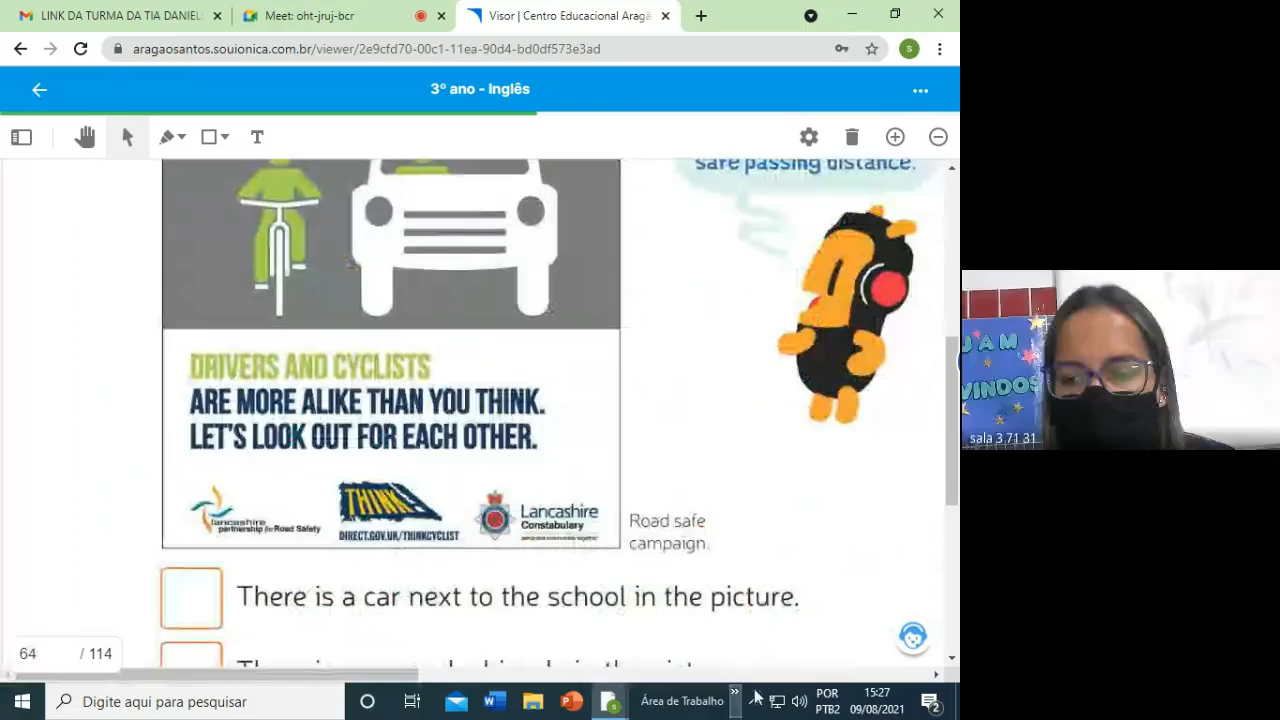 LINK DA TURMA DA TIA DANIEL
Meet: oht-jruj-bcr
Visor | Centro Educacional Aragã
aragaosantos.souionica.com.br/viewer/2e9cfd70-00c1-11ea-90d4-bd0df573e3ad
S
3º ano - Inglês
T
safe passing distance.
DRIVERS AND CYCLISTS
ARE MORE ALIKE THAN YOU THINK.
LET'S LOOK OUT FOR EACH OTHER.
lancashire
partnership for Road Safety
THINK!
DIRECT.GOV.UK/THINKCYCLIST
Lancashire
Constabulary
Road safe
campaign.
There is a car next to the school in the picture.
64 / 114
JAM
VINDOS
sala 3 71 31
Digite aqui para pesquisar
Área de Trabalho
POR
PTB2
15:27
09/08/2021
2